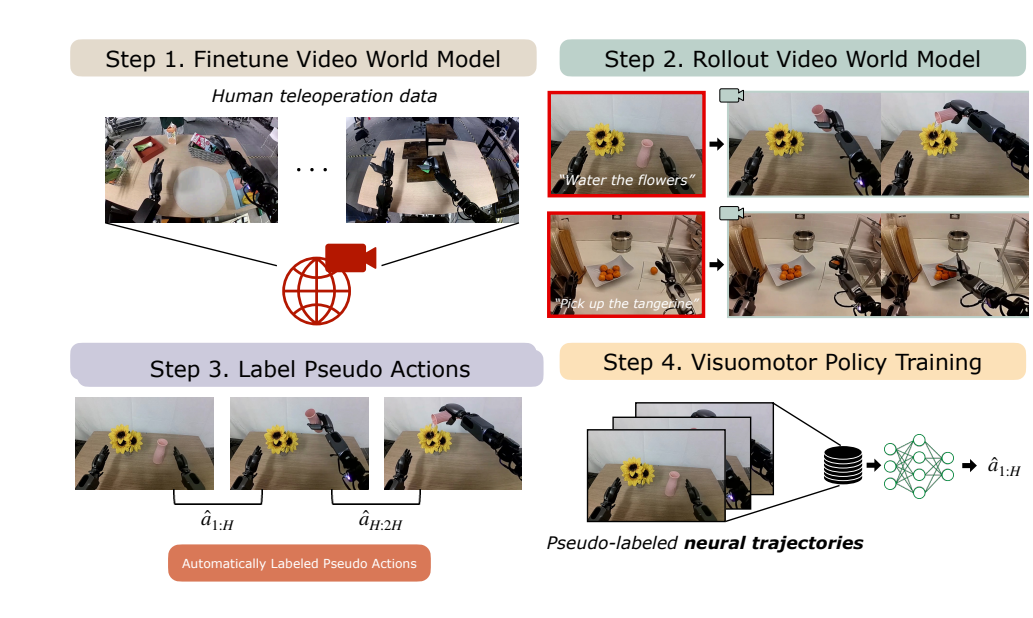 Step 1. Finetune Video World Model
Human teleoperation data
. . .
Step 2. Rollout Video World Model
"Water the flowers"
"Pick up the tangerine"
Step 3. Label Pseudo Actions
â1:H
âH:2H
Automatically Labeled Pseudo Actions
Step 4. Visuomotor Policy Training
â1:H
Pseudo-labeled neural trajectories